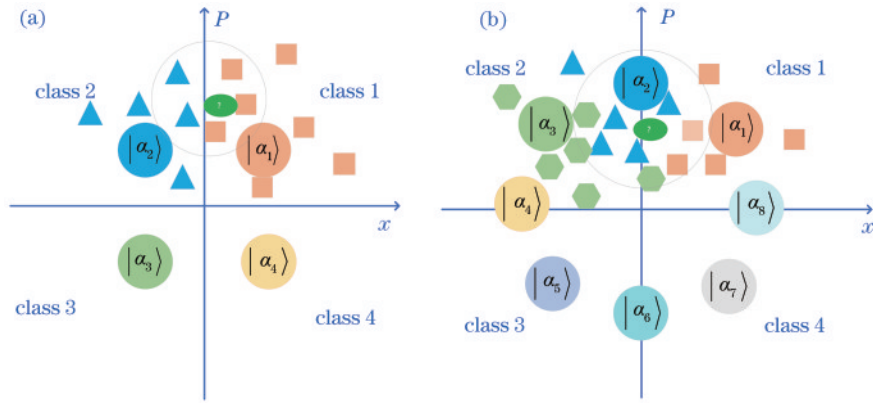 (a)
P
class 2
class 1
?
|α₂⟩
|α₁⟩
x
|α₃⟩
|α₄⟩
class 3
class 4
(b)
P
class 2
class 1
|α₂⟩
|α₃⟩
?
|α₁⟩
|α₄⟩
|α₈⟩
x
|α₅⟩
|α₇⟩
|α₆⟩
class 3
class 4